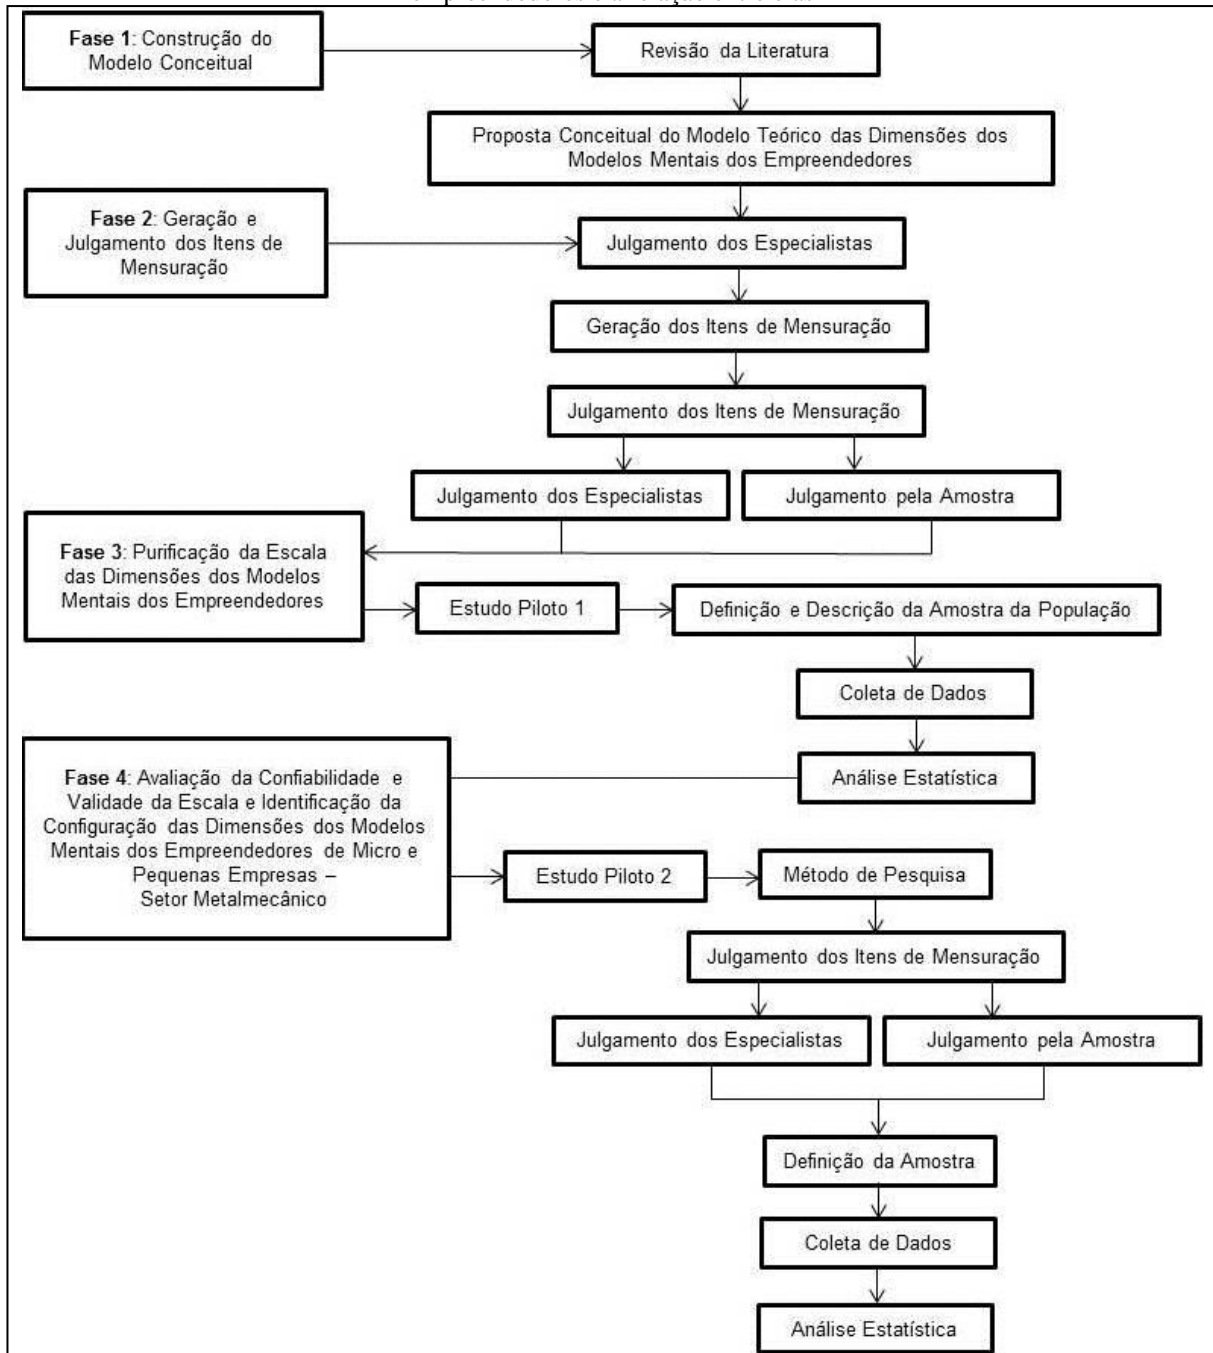 Fase 1: Construção do
Modelo Conceitual
Revisão da Literatura
Proposta Conceitual do Modelo Teórico das Dimensões dos
Modelos Mentais dos Empreendedores
Fase 2: Geração e
Julgamento dos Itens de
Mensuração
Julgamento dos Especialistas
Geração dos Itens de Mensuração
Julgamento dos Itens de Mensuração
Julgamento dos Especialistas
Julgamento pela Amostra
Fase 3: Purificação da Escala
das Dimensões dos Modelos
Mentais dos Empreendedores
Estudo Piloto 1
Definição e Descrição da Amostra da População
Coleta de Dados
Análise Estatística
Fase 4: Avaliação da Confiabilidade e
Validade da Escala e Identificação da
Configuração das Dimensões dos Modelos
Mentais dos Empreendedores de Micro e
Pequenas Empresas –
Setor Metalmecânico
Estudo Piloto 2
Método de Pesquisa
Julgamento dos Itens de Mensuração
Julgamento dos Especialistas
Julgamento pela Amostra
Definição da Amostra
Coleta de Dados
Análise Estatística